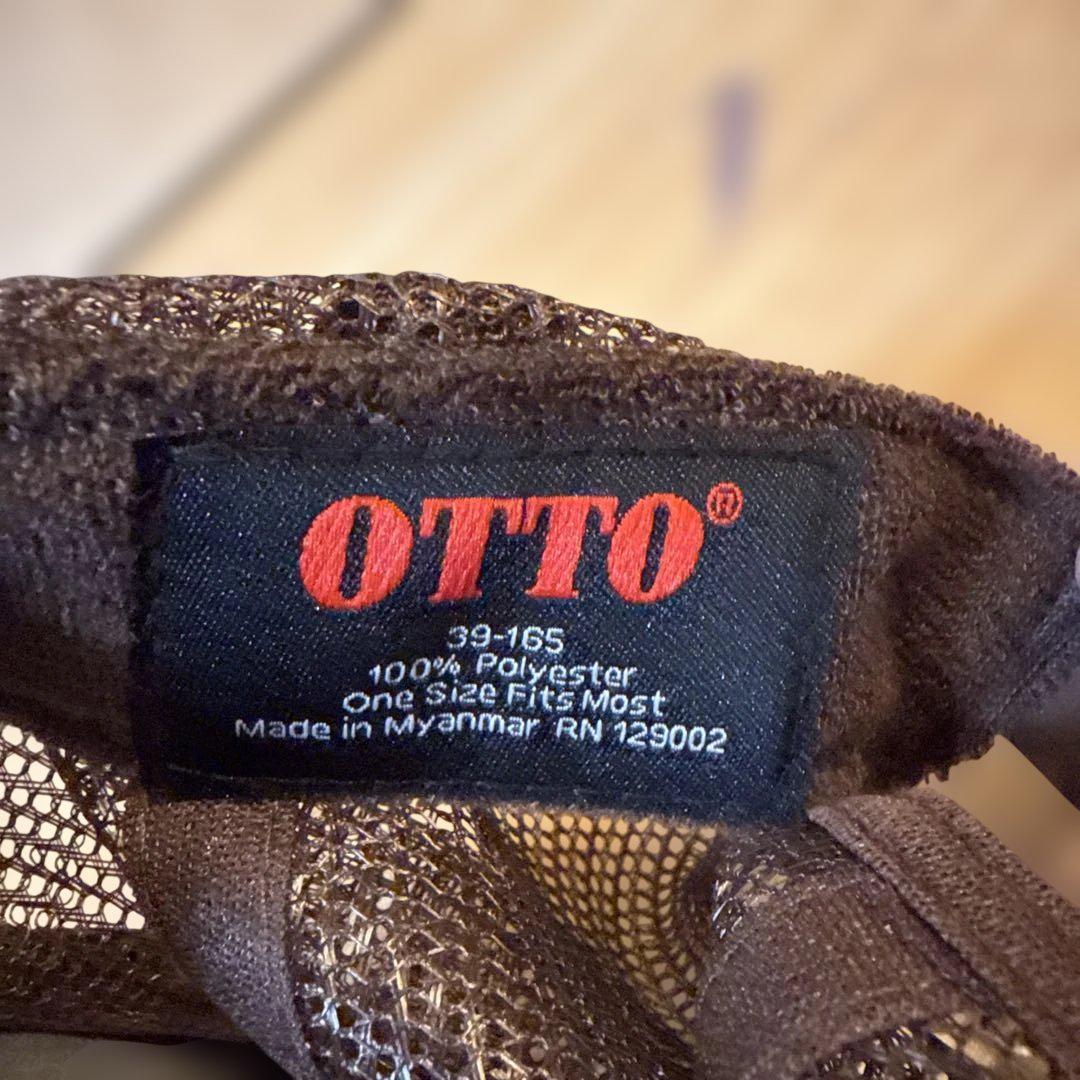 OTTO®
39-165
100% Polyester
One Size Fits Most
Made in Myanmar RN 129002